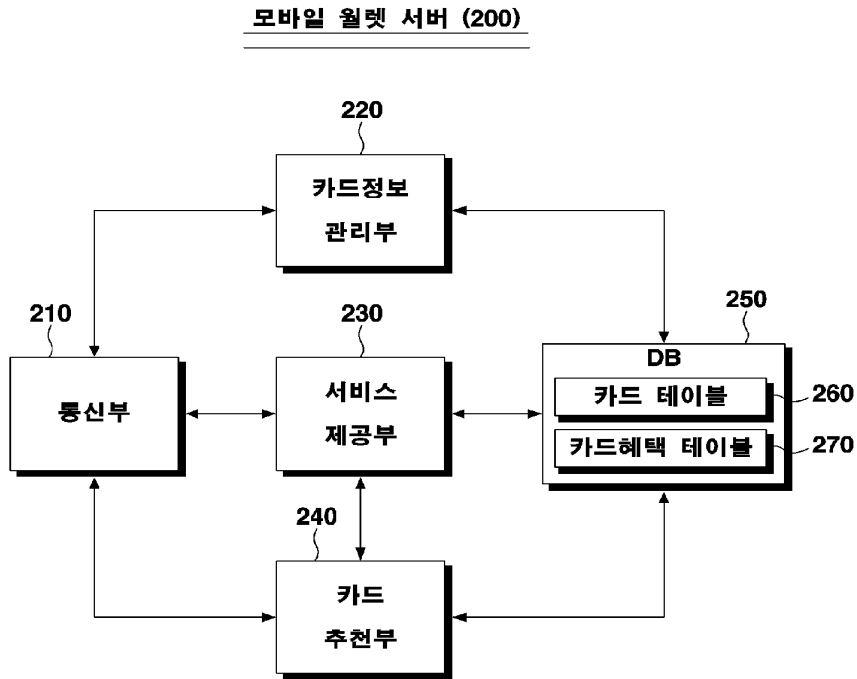 모바일 월렛 서버 (200)
220
카드정보
관리부
210
통신부
230
서비스
제공부
250
DB
카드 테이블
260
카드혜택 테이블
270
240
카드
추천부